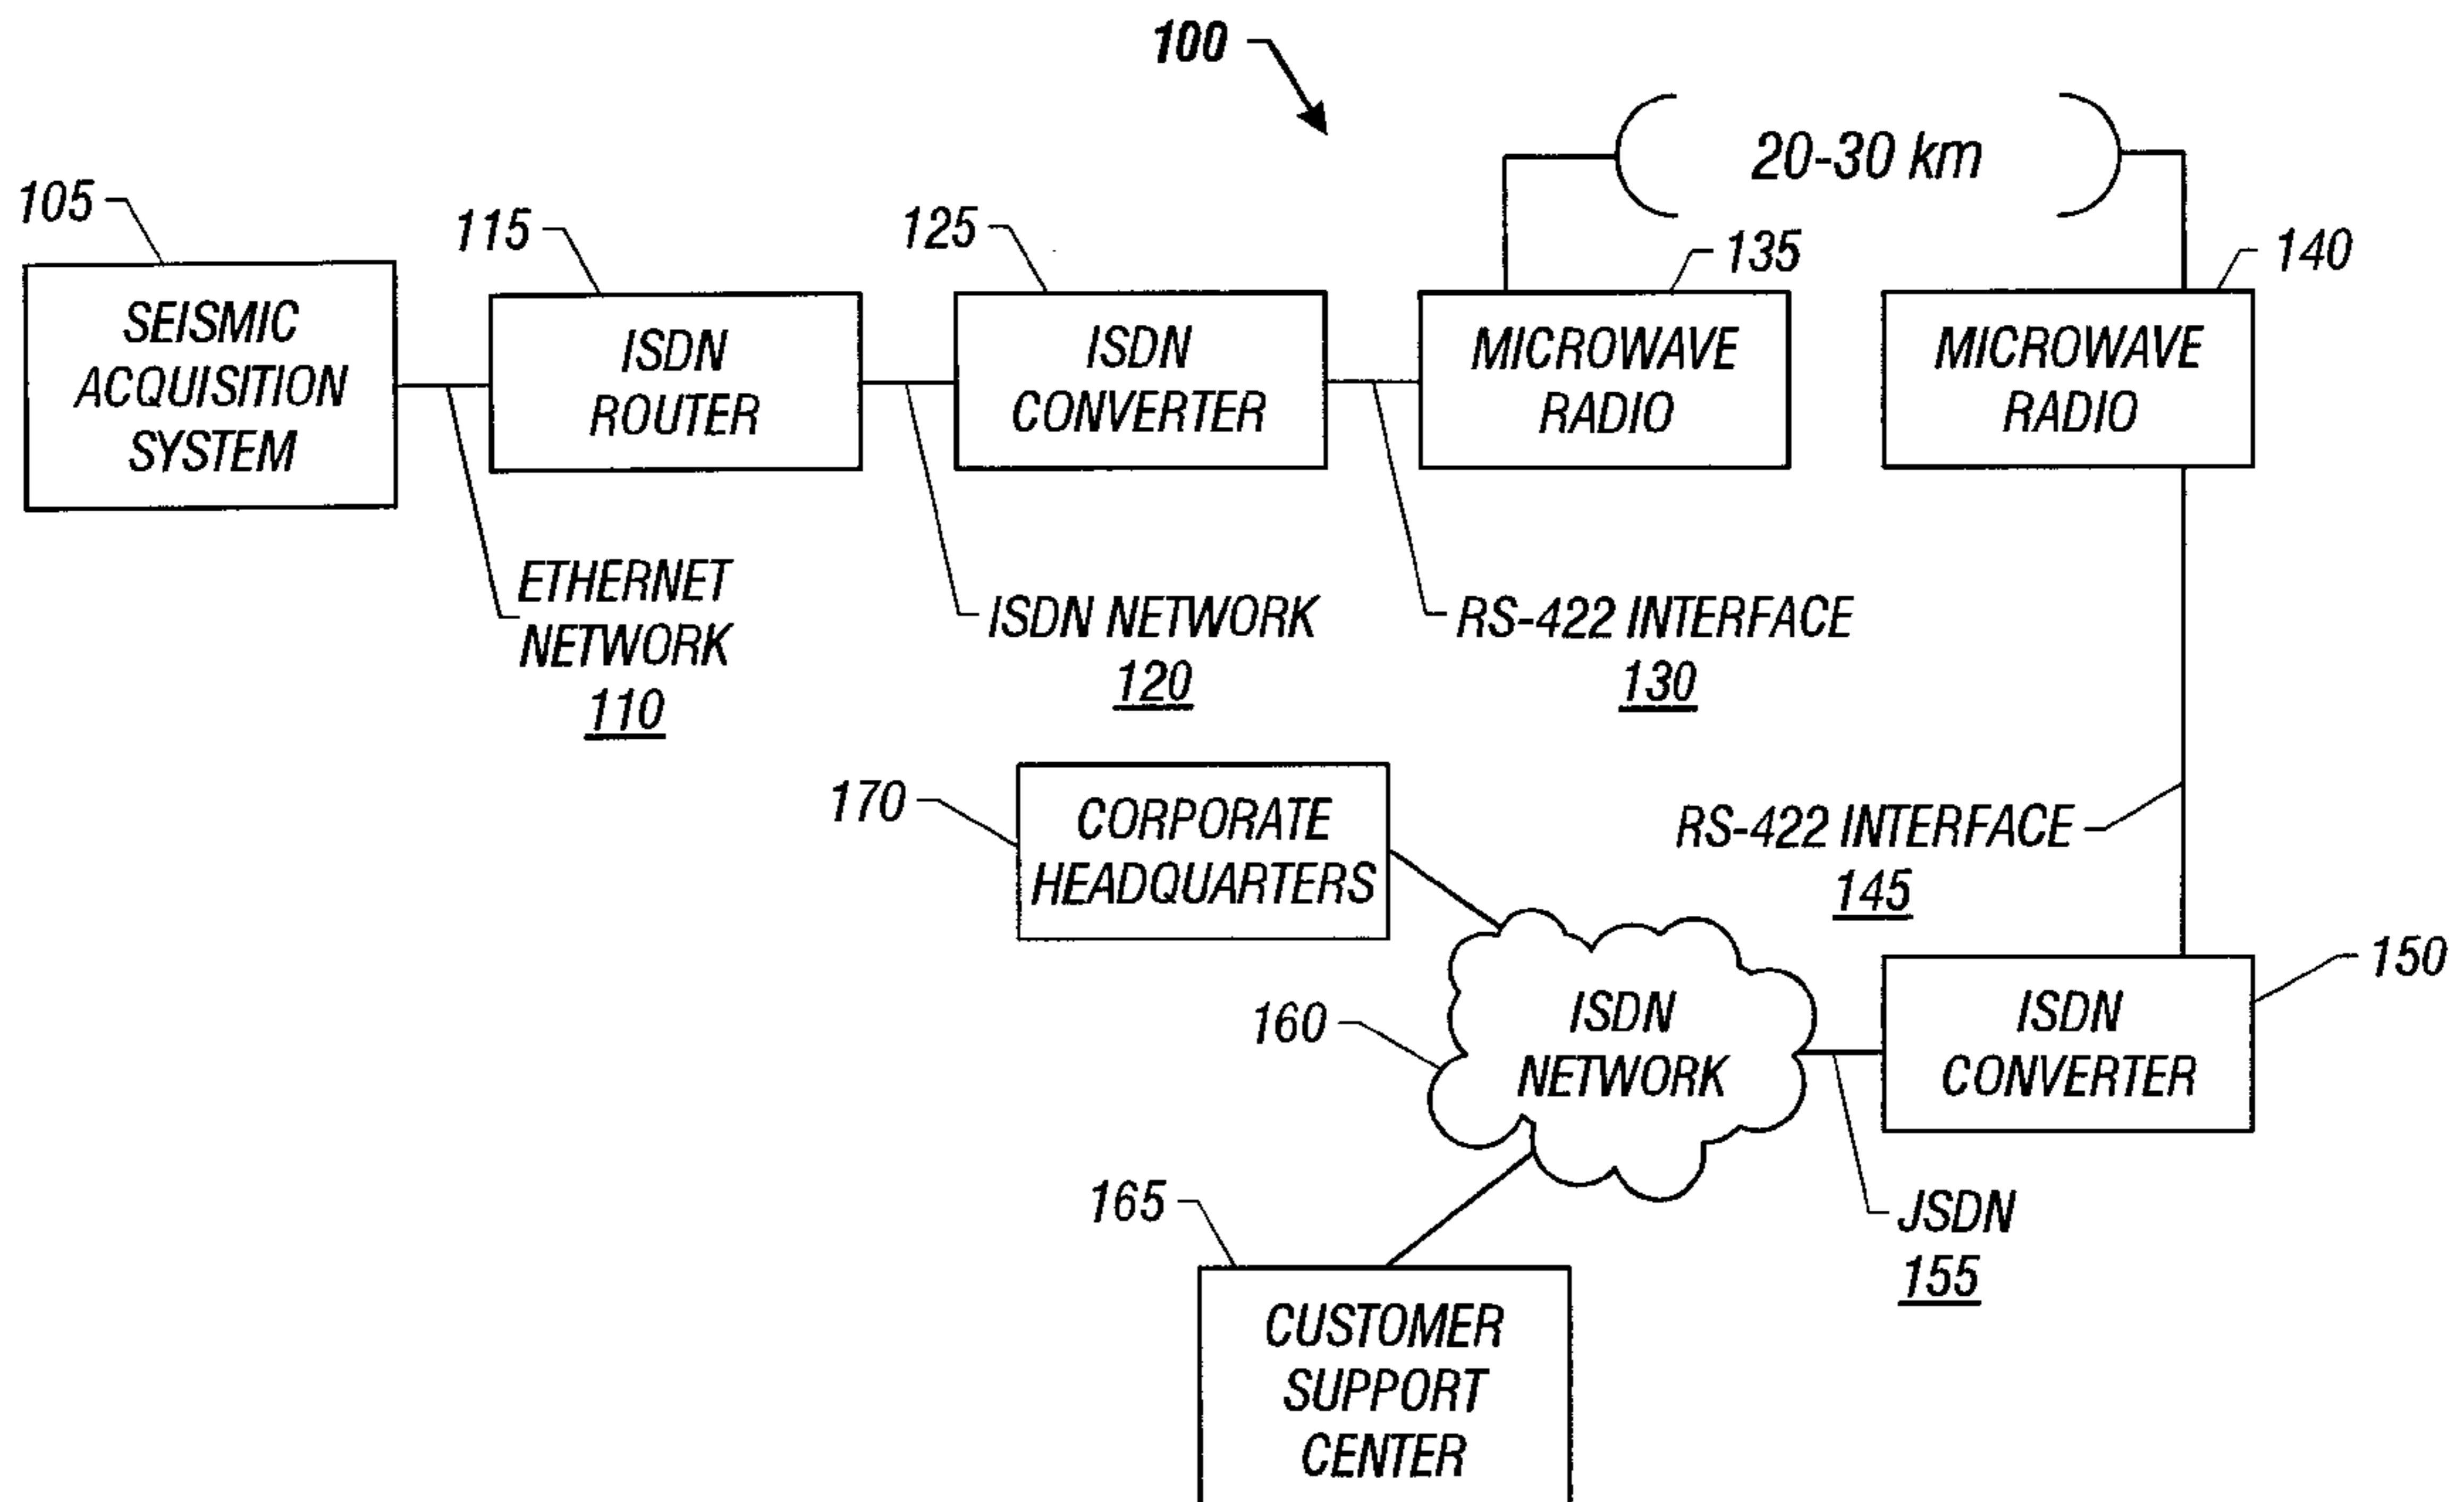 100
20-30 km
105
115
125
135
140
SEISMIC
ACQUISITION
SYSTEM
ISDN
ROUTER
ISDN
CONVERTER
MICROWAVE
RADIO
MICROWAVE
RADIO
ETHERNET
NETWORK
110
ISDN NETWORK
120
RS-422 INTERFACE
130
170
CORPORATE
HEADQUARTERS
RS-422 INTERFACE
145
150
160
ISDN
NETWORK
ISDN
CONVERTER
165
JSDN
155
CUSTOMER
SUPPORT
CENTER